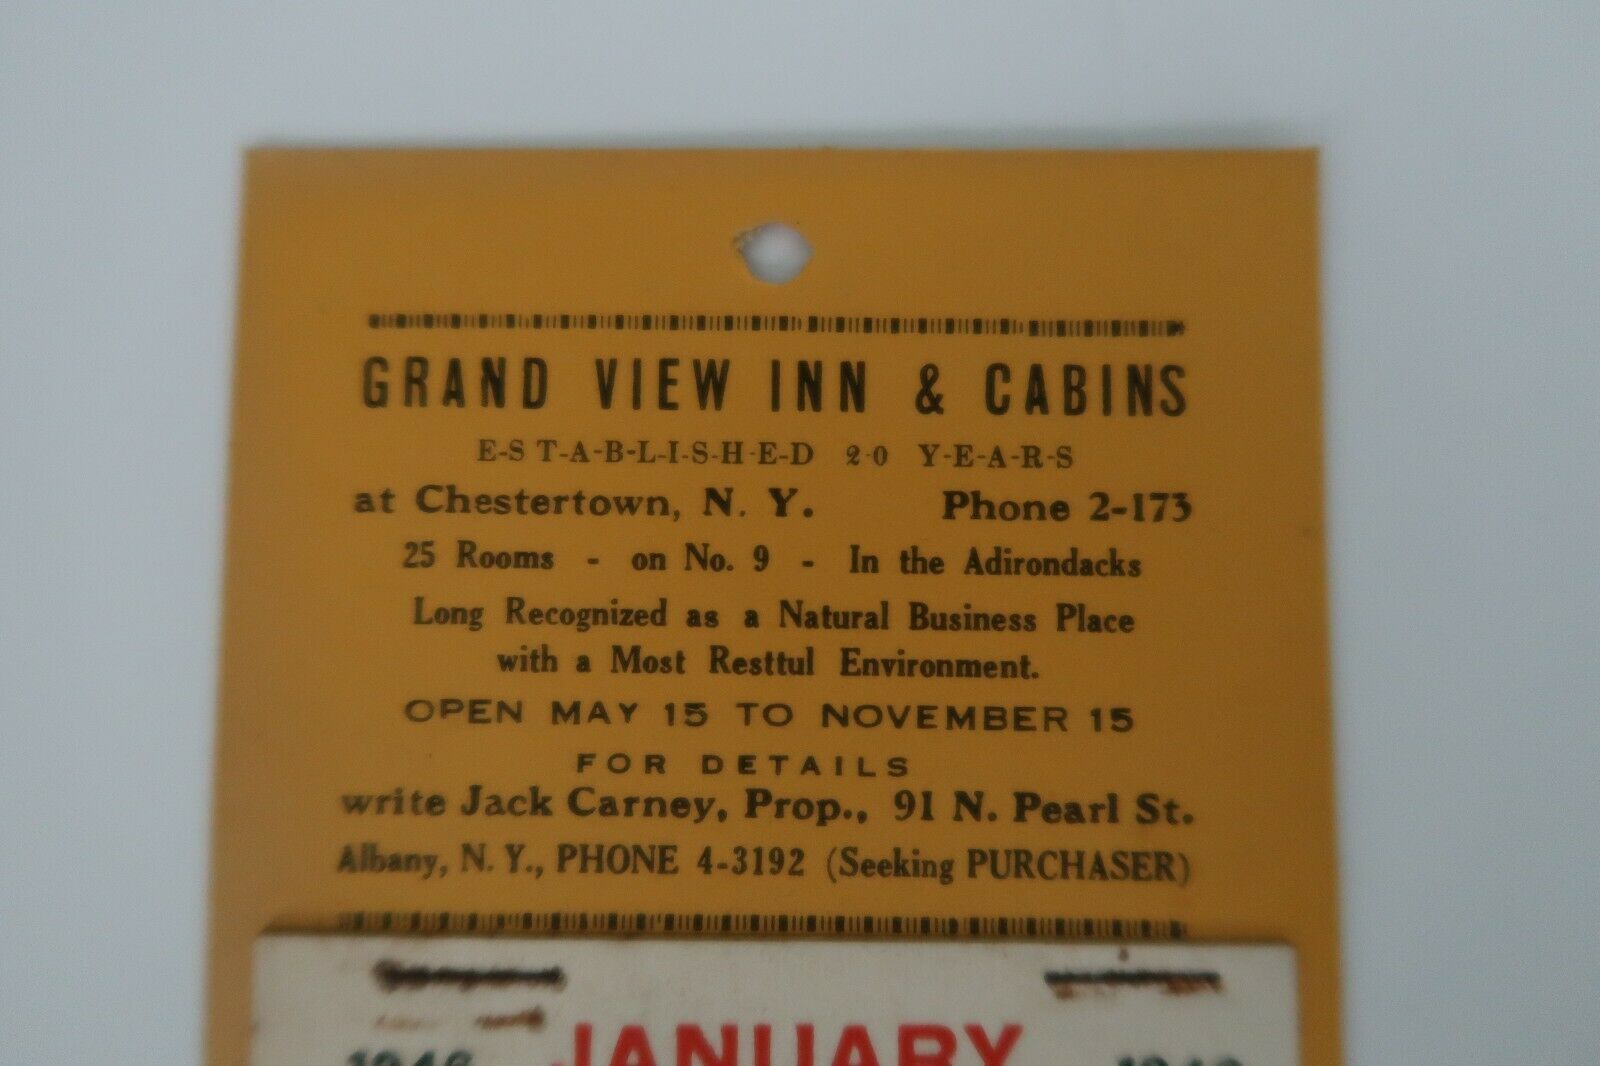 GRAND VIEW INN & CABINS
E-S T-A-B-L-I-S-H-E-D 2-0 Y-E-A-R-S
at Chestertown, N. Y. Phone 2-173
25 Rooms - on No. 9 - In the Adirondacks
Long Recognized as a Natural Business Place
with a Most Resttul Environment.
OPEN MAY 15 TO NOVEMBER 15
FOR DETAILS
write Jack Carney, Prop., 91 N. Pearl St.
Albany, N. Y., PHONE 4-3192 (Seeking PURCHASER)
JANUARY